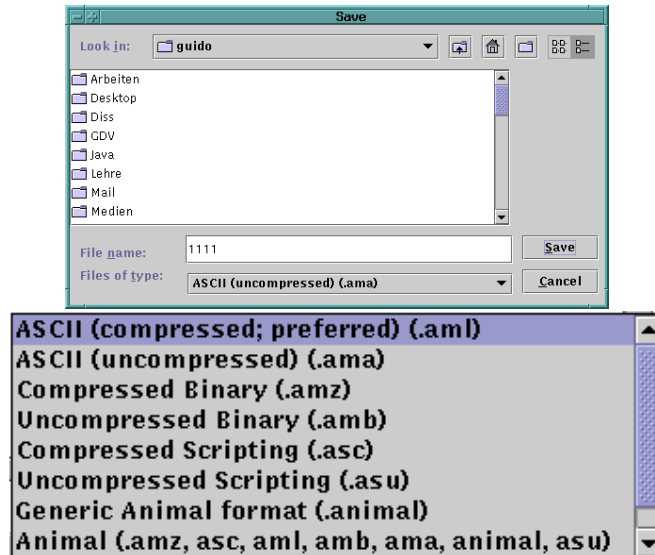 Save
Look in: guido
Arbeiten
Desktop
Diss
GDV
Java
Lehre
Mail
Medien
File name: 1111 Save
Files of type: ASCII (uncompressed) (.ama) Cancel
ASCII (compressed; preferred) (.aml)
ASCII (uncompressed) (.ama)
Compressed Binary (.amz)
Uncompressed Binary (.amb)
Compressed Scripting (.asc)
Uncompressed Scripting (.asu)
Generic Animal format (.animal)
Animal (.amz, asc, aml, amb, ama, animal, asu)